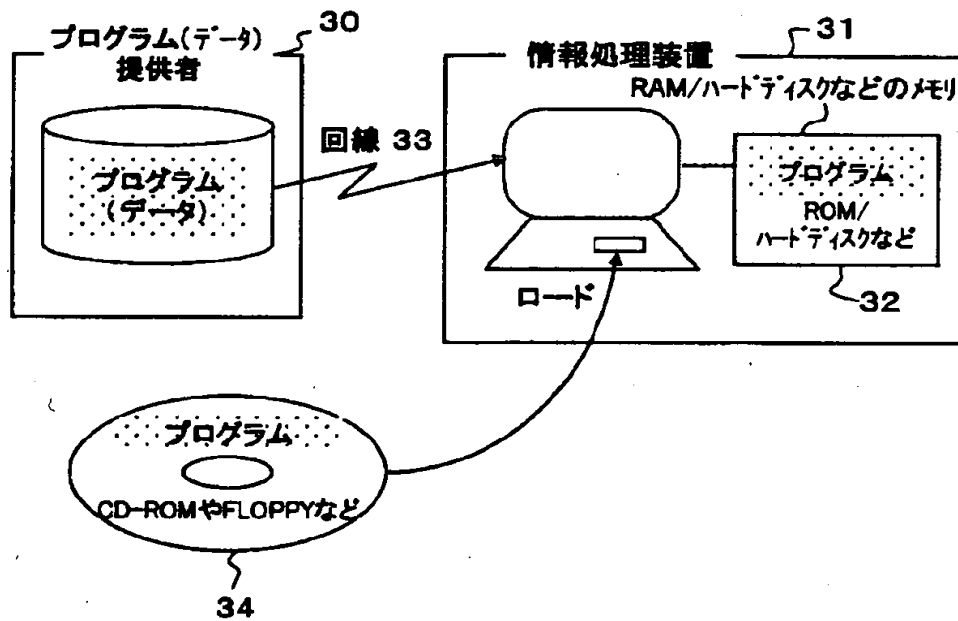 プログラム(データ)
提供者
30
プログラム
(データ)
回線 33
情報処理装置
31
RAM/ハードディスクなどのメモリ
プログラム
ROM/
ハードディスクなど
32
ロード
プログラム
CD-ROMやFLOPPYなど
34